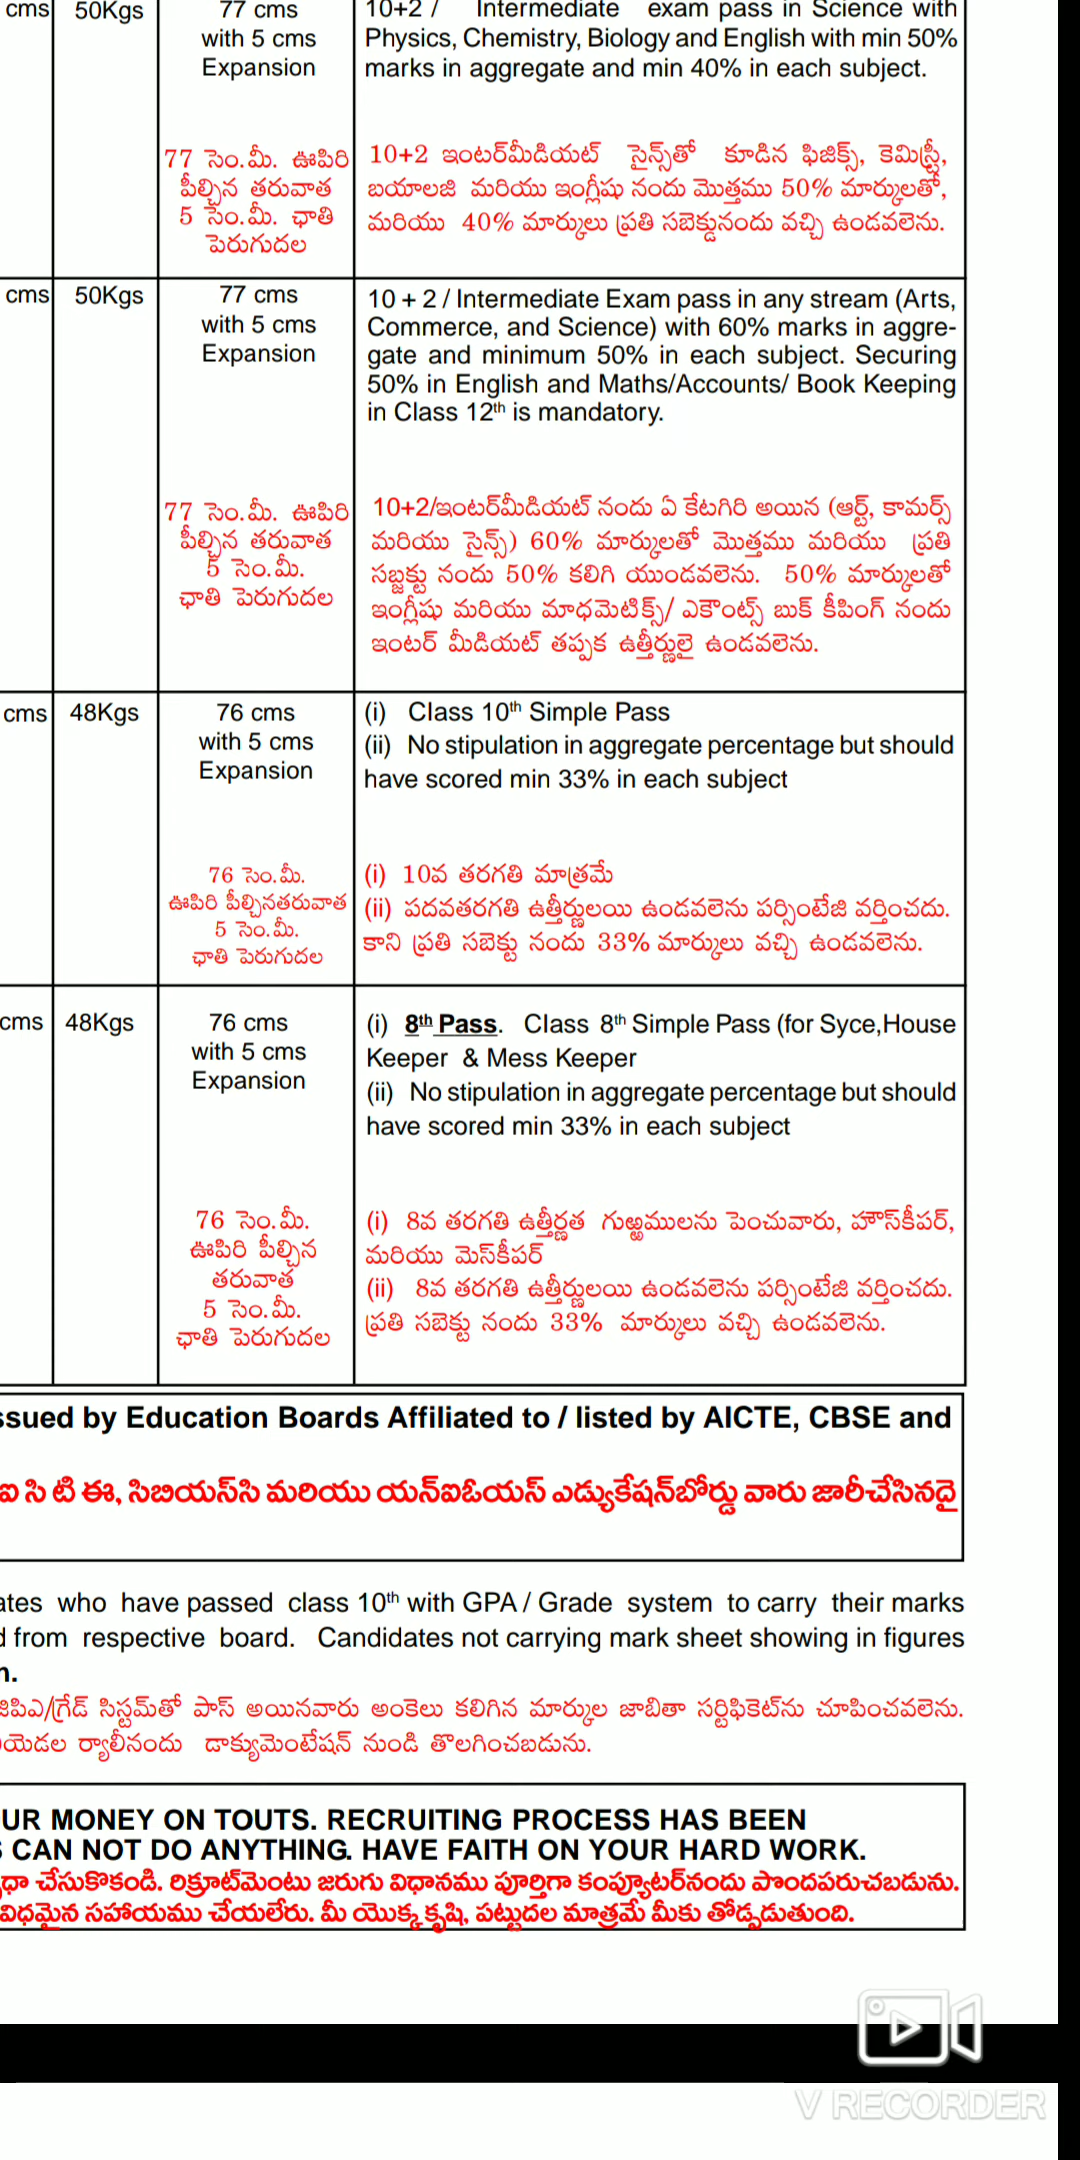 cms 50Kgs 77 cms 10+2 / Intermediate exam pass in Science with
with 5 cms Physics, Chemistry, Biology and English with min 50%
Expansion marks in aggregate and min 40% in each subject.
77 సెం.మీ. ఊపిరి 10+2 ఇంటర్‌మీడియట్ సైన్స్‌తో కూడిన ఫిజిక్స్, కెమిస్ట్రీ,
పీల్చిన తరువాత బయాలజి మరియు ఇంగ్లీషు నందు మొత్తము 50% మార్కులతో,
5 సెం.మీ. ఛాతి మరియు 40% మార్కులు ప్రతి సబెక్టునందు వచ్చి ఉండవలెను.
పెరుగుదల
cms 50Kgs 77 cms 10 + 2 / Intermediate Exam pass in any stream (Arts,
with 5 cms Commerce, and Science) with 60% marks in aggre-
Expansion gate and minimum 50% in each subject. Securing
50% in English and Maths/Accounts/ Book Keeping
in Class 12th is mandatory.
77 సెం.మీ. ఊపిరి 10+2/ఇంటర్‌మీడియట్ నందు ఏ కేటగిరి అయిన (ఆర్ట్, కామర్స్
పీల్చిన తరువాత మరియు సైన్స్) 60% మార్కులతో మొత్తము మరియు ప్రతి
5 సెం.మీ. సబ్జక్టు నందు 50% కలిగి యుండవలెను. 50% మార్కులతో
ఛాతి పెరుగుదల ఇంగ్లీషు మరియు మాధమెటిక్స్/ ఎకౌంట్స్ బుక్ కీపింగ్ నందు
ఇంటర్ మీడియట్ తప్పక ఉత్తీర్ణులై ఉండవలెను.
cms 48Kgs 76 cms (i) Class 10th Simple Pass
with 5 cms (ii) No stipulation in aggregate percentage but should
Expansion have scored min 33% in each subject
76 సెం.మీ. (i) 10వ తరగతి మాత్రమే
ఊపిరి పీల్చినతరువాత (ii) పదవతరగతి ఉత్తీర్ణులయి ఉండవలెను పర్సింటేజి వర్తించదు.
5 సెం.మీ. కాని ప్రతి సబెక్టు నందు 33% మార్కులు వచ్చి ఉండవలెను.
ఛాతి పెరుగుదల
cms 48Kgs 76 cms (i) 8th Pass. Class 8th Simple Pass (for Syce,House
with 5 cms Keeper & Mess Keeper
Expansion (ii) No stipulation in aggregate percentage but should
have scored min 33% in each subject
76 సెం.మీ. (i) 8వ తరగతి ఉత్తీర్ణత గుఱ్ఱములను పెంచువారు, హౌస్‌కీపర్,
ఊపిరి పీల్చిన మరియు మెస్‌కీపర్
తరువాత (ii) 8వ తరగతి ఉత్తీర్ణులయి ఉండవలెను పర్సింటేజి వర్తించదు.
5 సెం.మీ. ప్రతి సబెక్టు నందు 33% మార్కులు వచ్చి ఉండవలెను.
ఛాతి పెరుగుదల
ssued by Education Boards Affiliated to / listed by AICTE, CBSE and
ఐ సి టి ఈ, సిబియస్‌సి మరియు యన్‌ఐఓయస్ ఎడ్యుకేషన్‌బోర్డు వారు జారీచేసినదై
ates who have passed class 10th with GPA / Grade system to carry their marks
d from respective board. Candidates not carrying mark sheet showing in figures
n.
జిపిఎ/గ్రేడ్ సిస్టమ్‌తో పాస్ అయినవారు అంకెలు కలిగిన మార్కుల జాబితా సర్టిఫికెట్‌ను చూపించవలెను.
యెడల ర్యాలీనందు డాక్యుమెంటేషన్ నుండి తొలగించబడును.
UR MONEY ON TOUTS. RECRUITING PROCESS HAS BEEN
S CAN NOT DO ANYTHING. HAVE FAITH ON YOUR HARD WORK.
ధా చేసుకొకండి. రిక్రూట్‌మెంటు జరుగు విధానము పూర్తిగా కంప్యూటర్‌నందు పొందపరుచబడును.
విధమైన సహాయము చేయలేరు. మీ యొక్క కృషి, పట్టుదల మాత్రమే మీకు తోడ్పడుతుంది.
V RECORDER